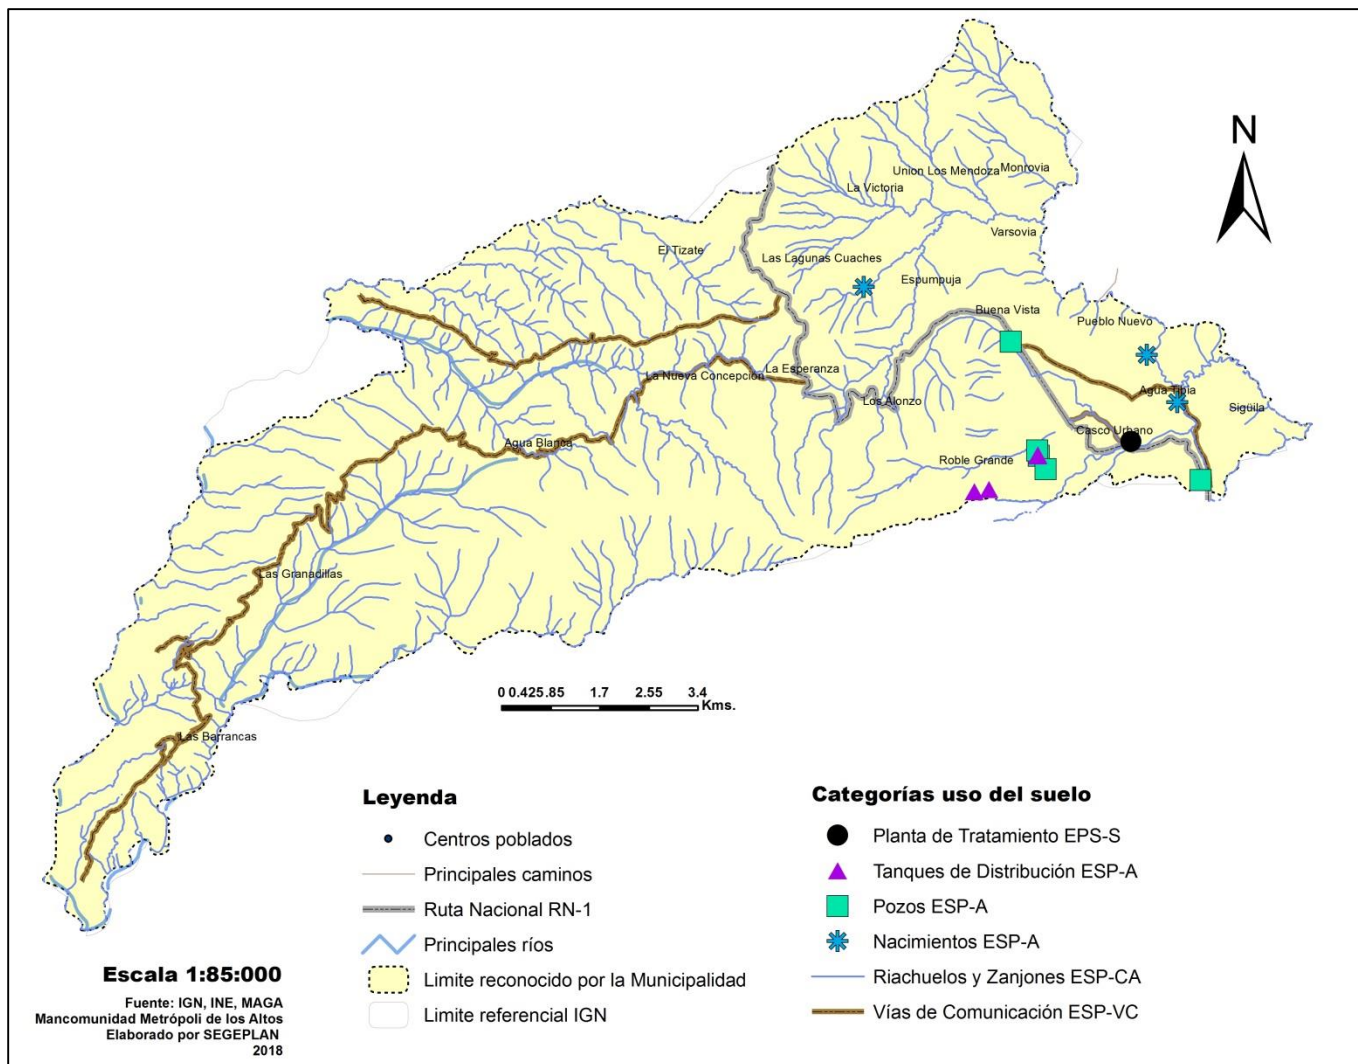 N
Monrovia
Union Los Mendoza
La Victoria
Varsovia
El Tizate
Las Lagunas Cuaches
Espumpuja
Buena Vista
Pueblo Nuevo
La Esperanza
La Nueva Concepción
Agua Tibia
Los Alonzo
Sigüila
Casco Urbano
Agua Blanca
Roble Grande
Las Granadillas
Las Barrancas
0 0.425.85 1.7 2.55 3.4
Kms.
Leyenda
Centros poblados
Principales caminos
Ruta Nacional RN-1
Principales ríos
Limite reconocido por la Municipalidad
Limite referencial IGN
Categorías uso del suelo
Planta de Tratamiento EPS-S
Tanques de Distribución ESP-A
Pozos ESP-A
Nacimientos ESP-A
Riachuelos y Zanjones ESP-CA
Vías de Comunicación ESP-VC
Escala 1:85:000
Fuente: IGN, INE, MAGA
Mancomunidad Metrópoli de los Altos
Elaborado por SEGEPLAN
2018